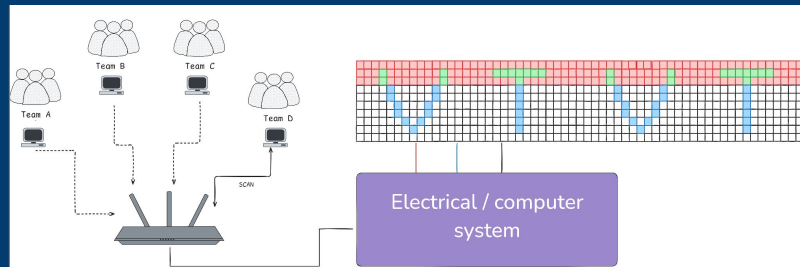 Team B
Team C
Team A
Team D
SCAN
V T V T
Electrical / computer
system